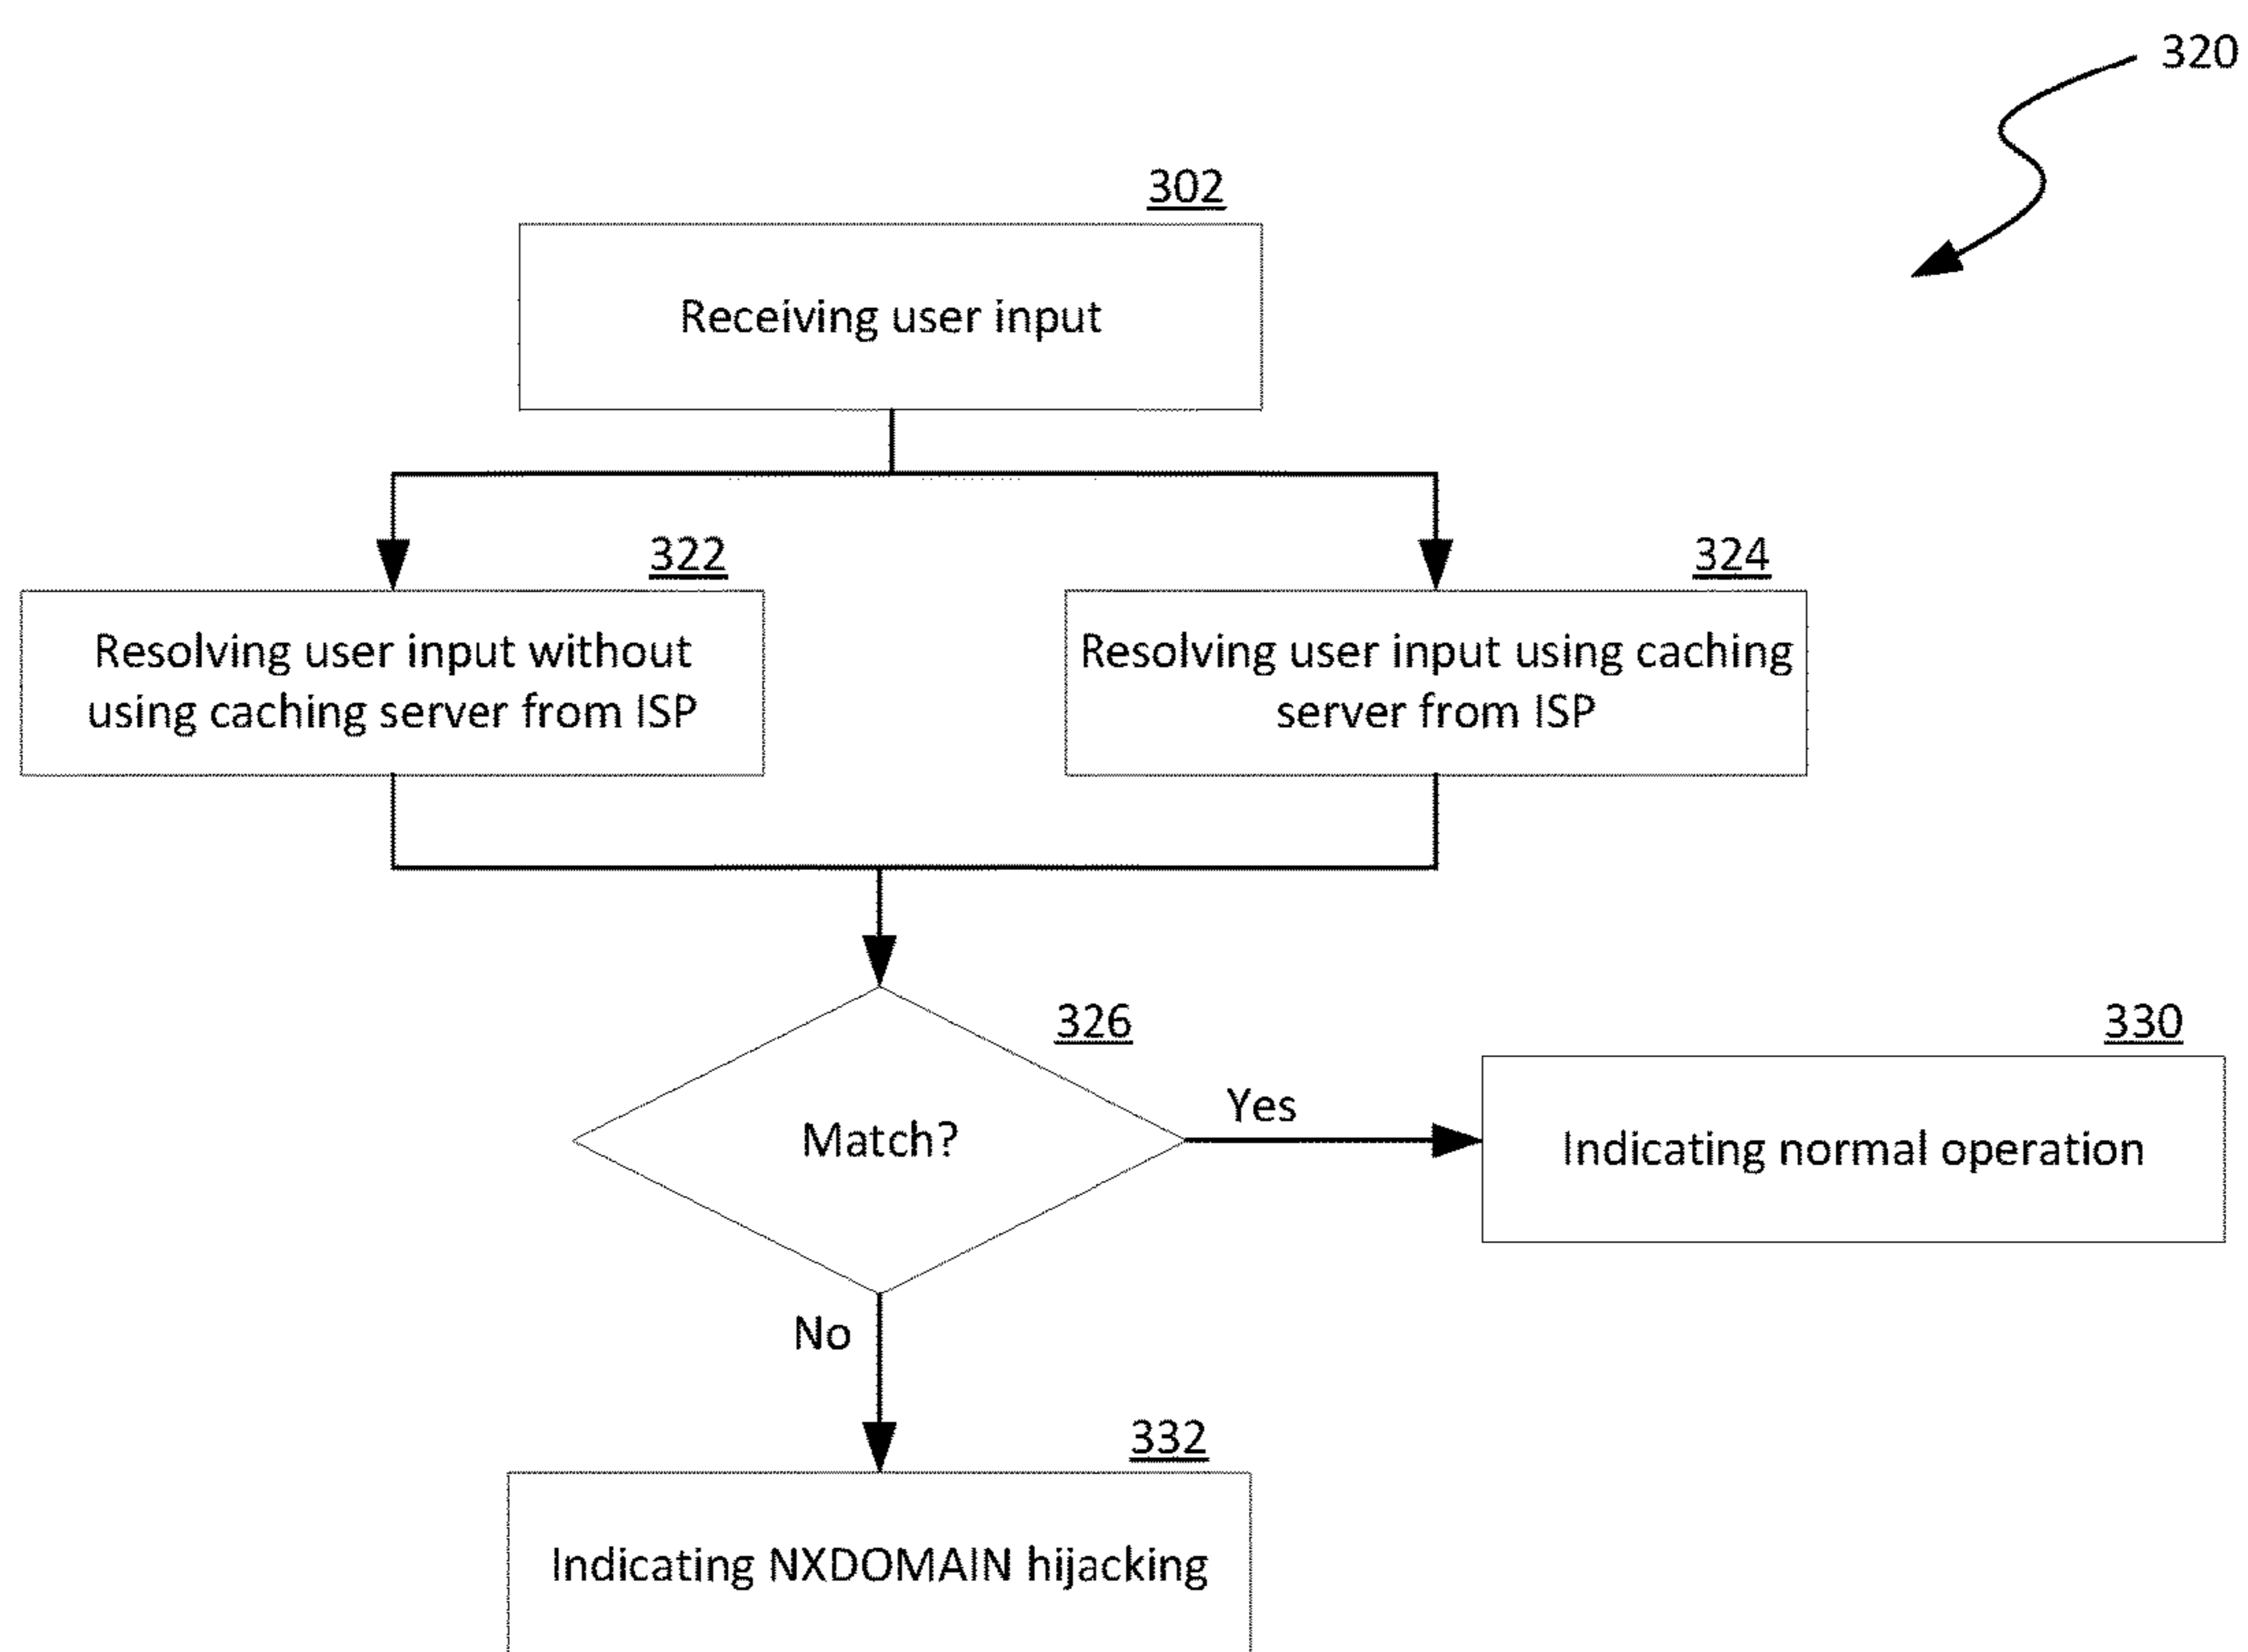 320
302
Receiving user input
322
324
Resolving user input without
using caching server from ISP
Resolving user input using caching
server from ISP
326
330
Match?
Yes
Indicating normal operation
No
332
Indicating NXDOMAIN hijacking